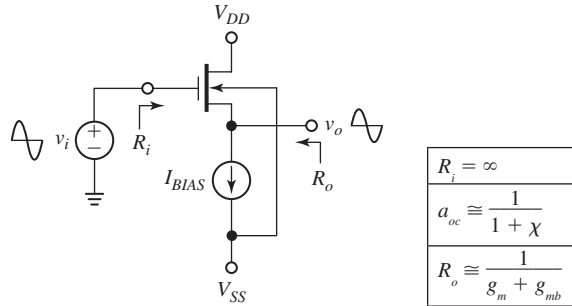 V_DD
v_i
+
−
R_i
v_o
R_o
I_BIAS
V_SS
R_i = ∞
a_oc ≅ 1/(1 + χ)
R_o ≅ 1/(g_m + g_mb)